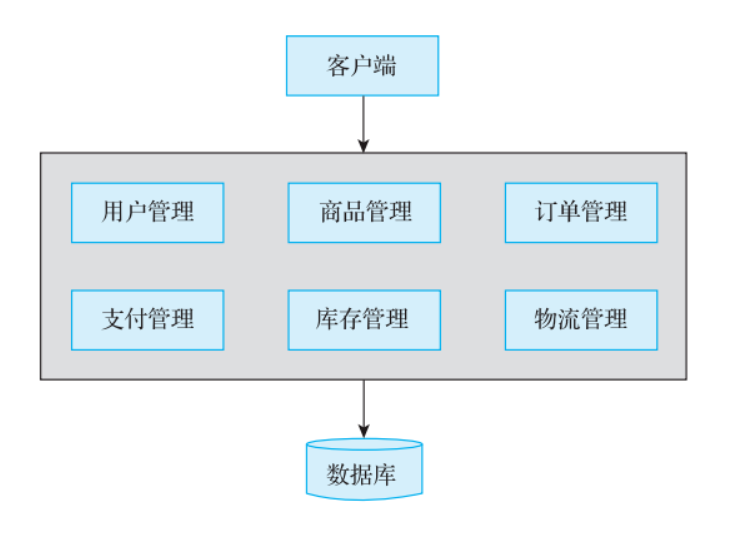 客户端
用户管理
商品管理
订单管理
支付管理
库存管理
物流管理
数据库